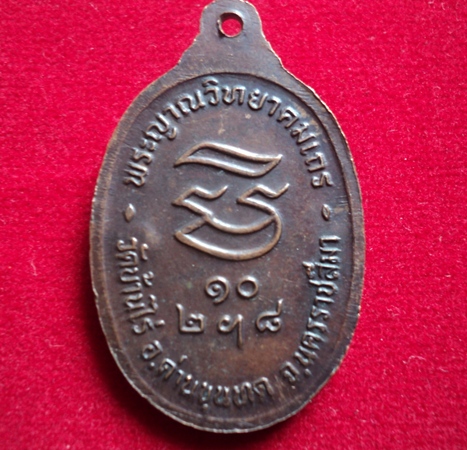 พระญาณวิทยาคมเถร
๑๐
๒ ๙ ๘
วัดบ้านไร่ อ.ด่านขุนทด จ.นครราชสีมา